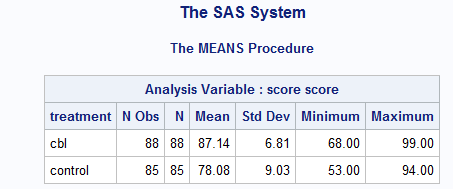 The SAS System
The MEANS Procedure
Analysis Variable : score score
treatment N Obs N Mean Std Dev Minimum Maximum
cbl 88 88 87.14 6.81 68.00 99.00
control 85 85 78.08 9.03 53.00 94.00